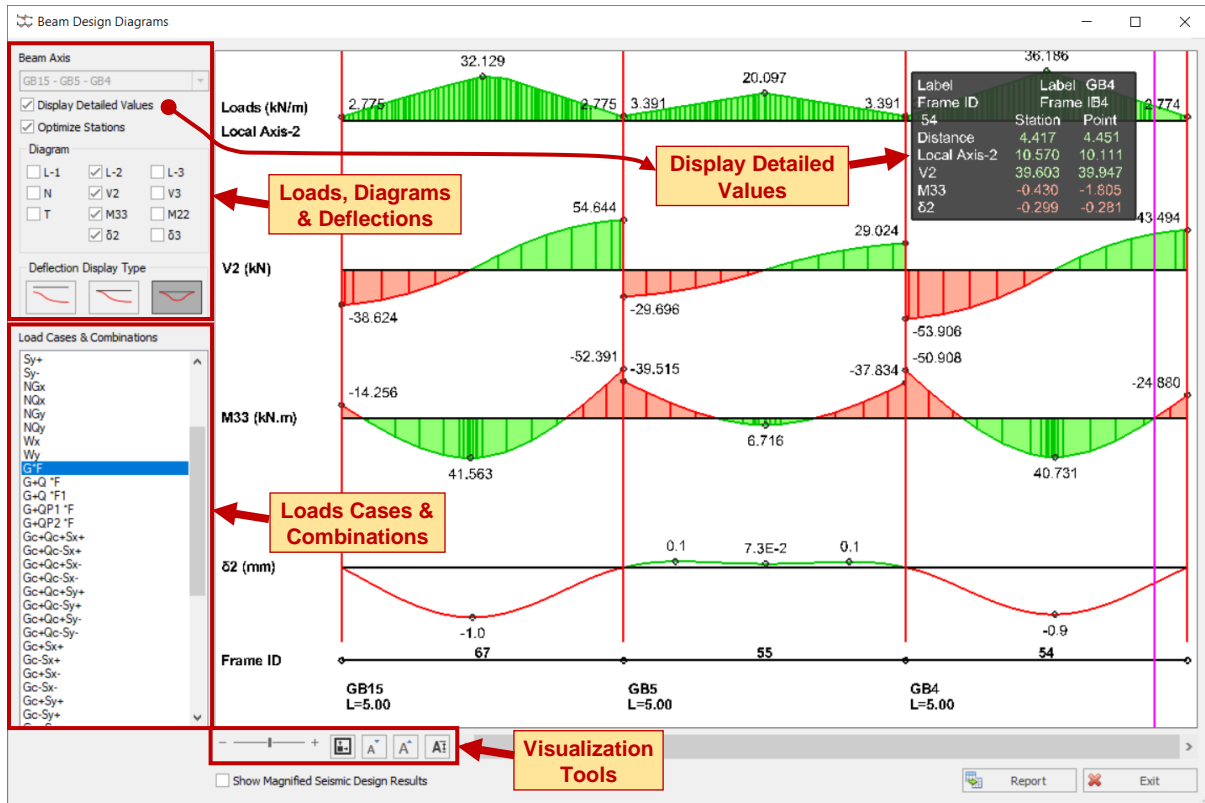 Beam Design Diagrams
Beam Axis
GB15 - GB5 - GB4
Display Detailed Values
Optimize Stations
Diagram
L-1 L-2 L-3
N V2 V3
T M33 M22
δ2 δ3
Deflection Display Type
Load Cases & Combinations
Sy+
Sy-
NGx
NQx
NGy
NQy
Wx
Wy
G*F
G+Q *F
G+Q *F1
G+QP1 *F
G+QP2 *F
Gc+Qc+Sx+
Gc+Qc-Sx+
Gc+Qc+Sx-
Gc+Qc-Sx-
Gc+Qc+Sy+
Gc+Qc-Sy+
Gc+Qc+Sy-
Gc+Qc-Sy-
Gc+Sx+
Gc-Sx+
Gc+Sx-
Gc-Sx-
Gc+Sy+
Gc-Sy+
Loads, Diagrams
& Deflections
Loads Cases &
Combinations
Display Detailed
Values
Visualization
Tools
32.129 20.097 36.186
Loads (kN/m) 2.775 2.775 3.391 3.391 2.774
Local Axis-2
Label Label GB4
Frame ID Frame ID
54 Station Point
Distance 4.417 4.451
Local Axis-2 10.570 10.111
V2 39.603 39.947
M33 -0.430 -1.805
δ2 -0.299 -0.281
54.644 29.024 43.494
V2 (kN)
-38.624 -29.696 -53.906
-52.391 -39.515 -37.834 -50.908
-14.256 -24.880
M33 (kN.m)
41.563 6.716 40.731
0.1 7.3E-2 0.1
δ2 (mm)
-1.0 -0.9
Frame ID 67 55 54
GB15 GB5 GB4
L=5.00 L=5.00 L=5.00
- +
A A A
Show Magnified Seismic Design Results
Report Exit